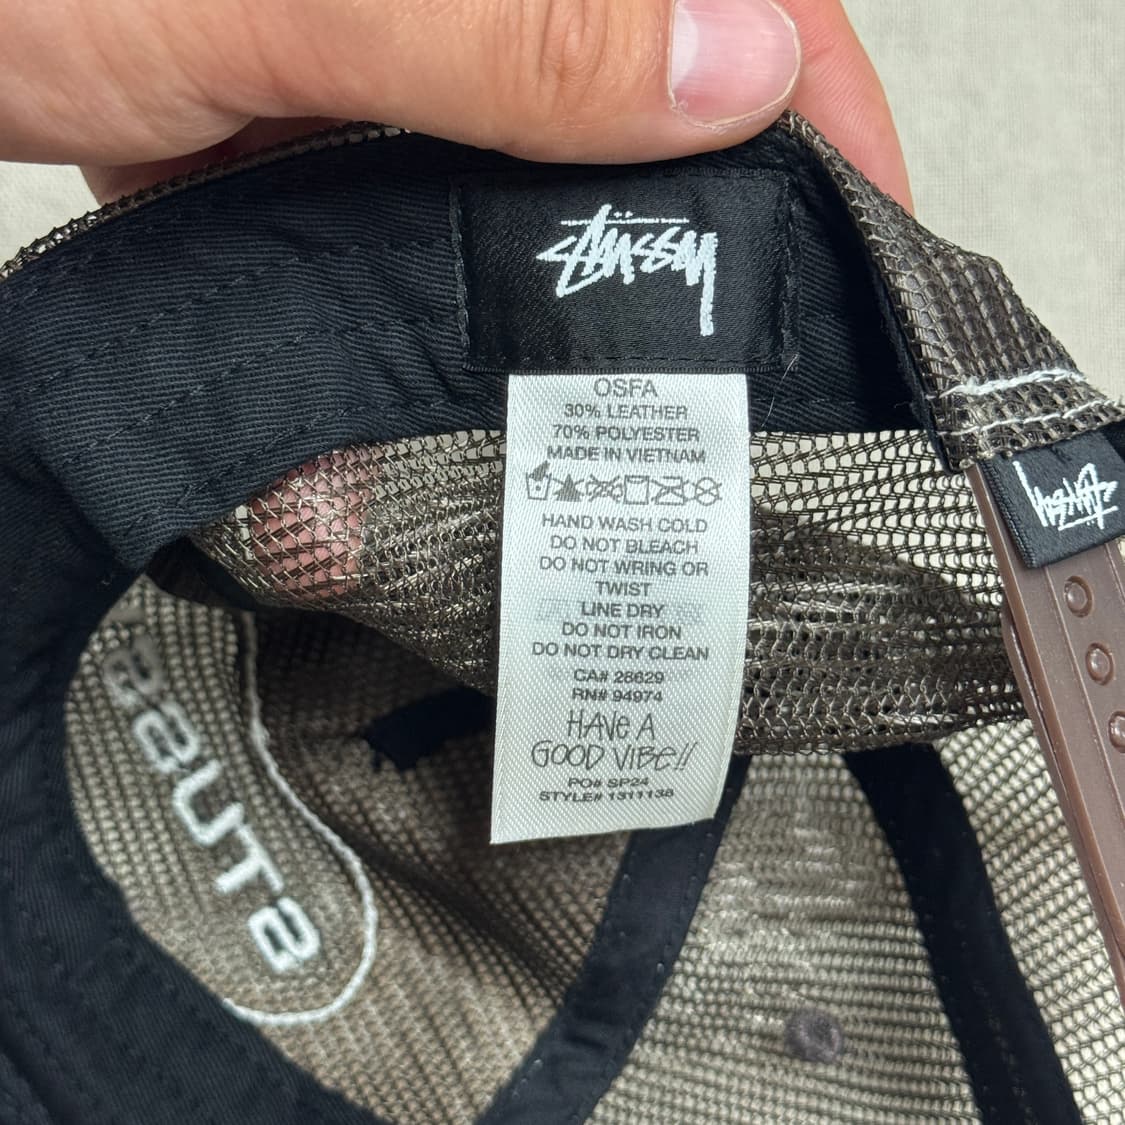 Stüssy
OSFA
30% LEATHER
70% POLYESTER
MADE IN VIETNAM
HAND WASH COLD
DO NOT BLEACH
DO NOT WRING OR
TWIST
LINE DRY
DO NOT IRON
DO NOT DRY CLEAN
CA# 28629
RN# 94974
HAVE A
GOOD VIBE!!
PO# SP24
STYLE# 1311138
Stüssy
STUSSY